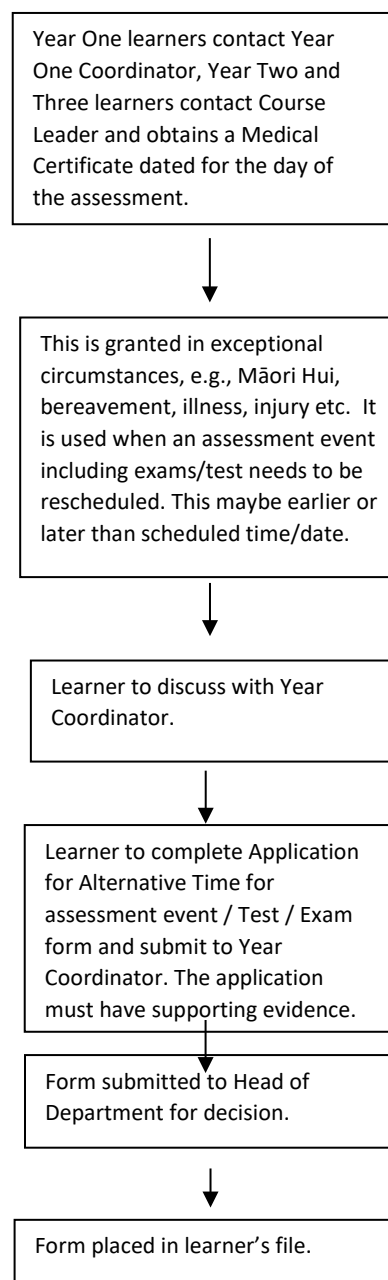 Year One learners contact Year
One Coordinator, Year Two and
Three learners contact Course
Leader and obtains a Medical
Certificate dated for the day of
the assessment.
This is granted in exceptional
circumstances, e.g., Māori Hui,
bereavement, illness, injury etc. It
is used when an assessment event
including exams/test needs to be
rescheduled. This maybe earlier or
later than scheduled time/date.
Learner to discuss with Year
Coordinator.
Learner to complete Application
for Alternative Time for
assessment event / Test / Exam
form and submit to Year
Coordinator. The application
must have supporting evidence.
Form submitted to Head of
Department for decision.
Form placed in learner’s file.